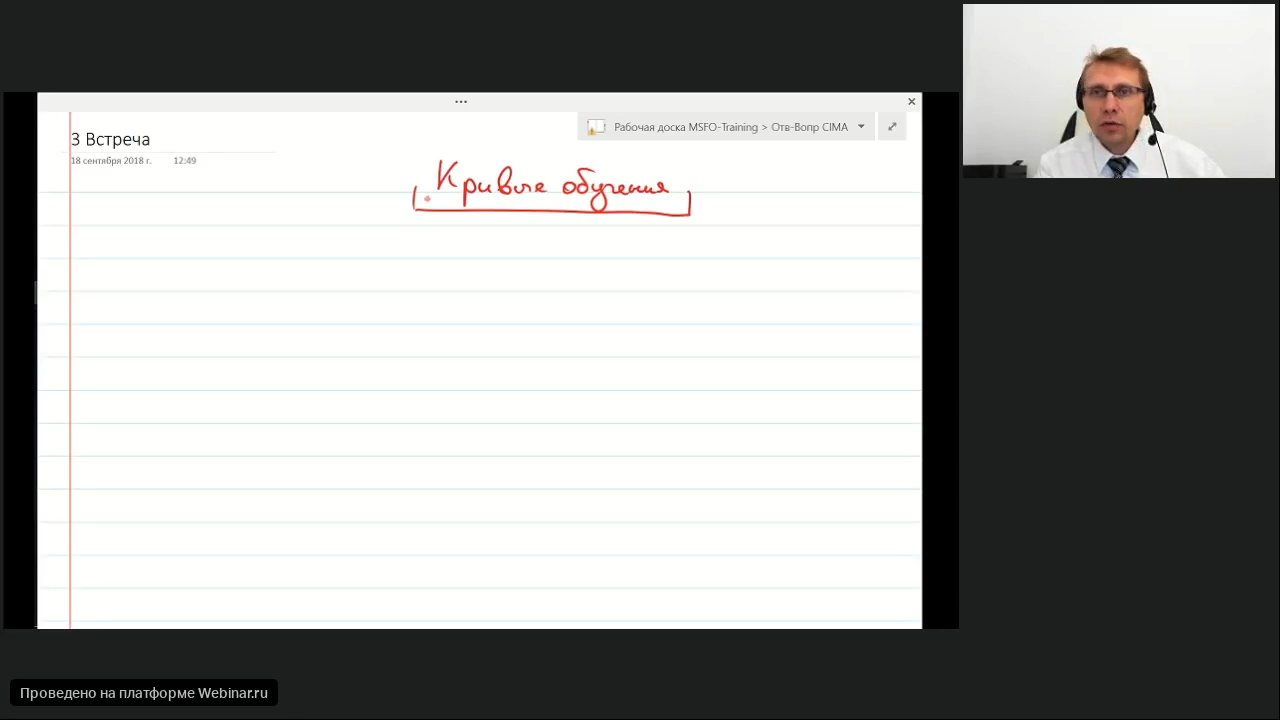 3 Встреча
18 сентября 2018 г. 12:49
Рабочая доска MSFO-Training > Отв-Вопр CIMA
Кривые обучения
Проведено на платформе Webinar.ru